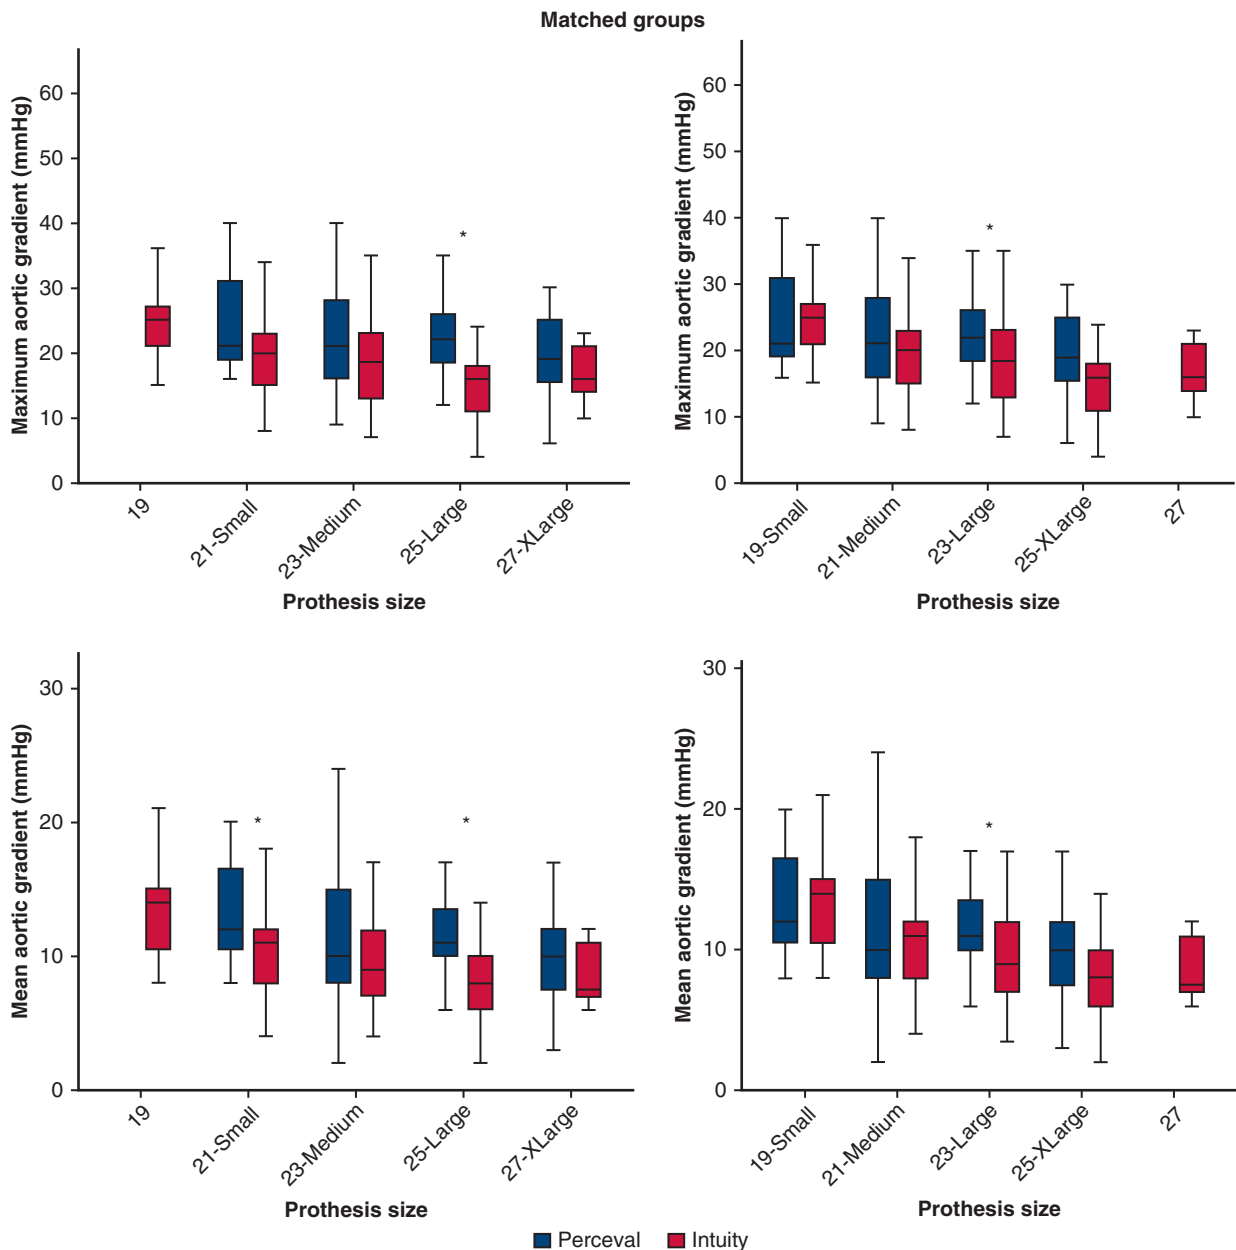 Matched groups
Maximum aortic gradient (mmHg)
60
50
40
30
20
10
0
19
21-Small
23-Medium
25-Large
27-XLarge
*
Prothesis size
Maximum aortic gradient (mmHg)
60
50
40
30
20
10
0
19-Small
21-Medium
23-Large
25-XLarge
27
*
Prothesis size
Mean aortic gradient (mmHg)
30
20
10
0
19
21-Small
23-Medium
25-Large
27-XLarge
*
*
Prothesis size
Mean aortic gradient (mmHg)
30
20
10
0
19-Small
21-Medium
23-Large
25-XLarge
27
*
Prothesis size
Perceval Intuity